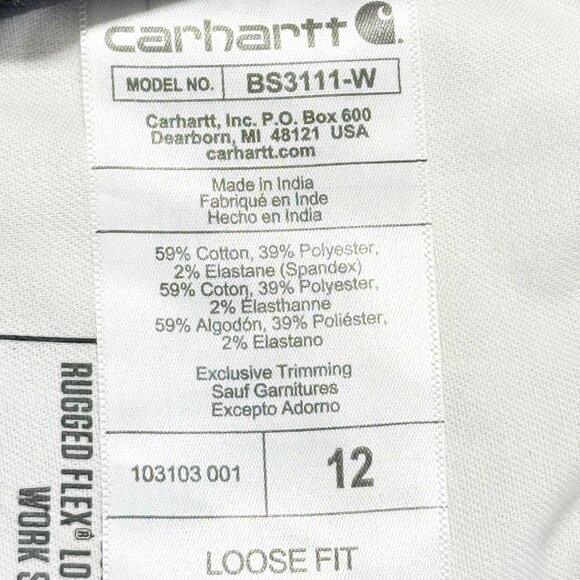 carhartt
MODEL NO. BS3111-W
Carhartt, Inc. P.O. Box 600
Dearborn, MI 48121 USA
carhartt.com
Made in India
Fabriqué en Inde
Hecho en India
59% Cotton, 39% Polyester,
2% Elastane (Spandex)
59% Coton, 39% Polyester,
2% Élasthanne
59% Algodón, 39% Poliéster,
2% Elastano
Exclusive Trimming
Sauf Garnitures
Excepto Adorno
103103 001 12
LOOSE FIT
RUGGED FLEX®
WORK